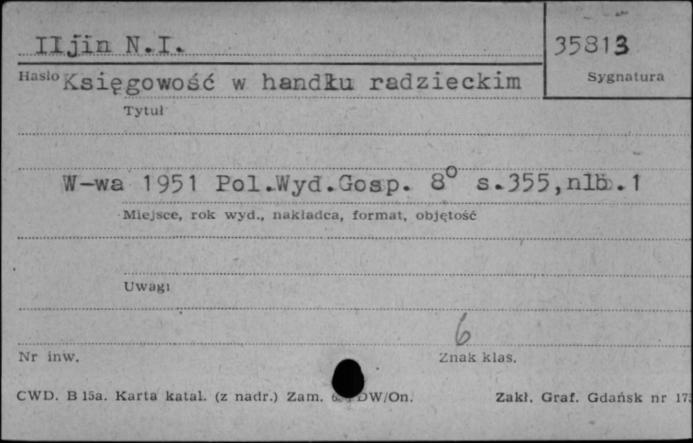 Iljin N.I.
35813
Hasło Księgowość w handlu radzieckim
Sygnatura
Tytuł
W-wa 1951 Pol.Wyd.Gosp. 8⁰ s.355,nlb.1
Miejsce, rok wyd., nakładca, format, objętość
Uwagi
6
Nr inw.
Znak klas.
CWD. B 15a. Karta katal. (z nadr.) Zam. DW/On.
Zakł. Graf. Gdańsk nr